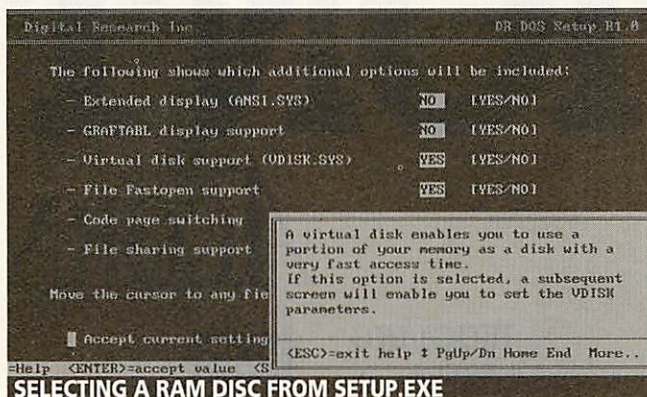 Digital Research Inc DR DOS Setup R1.0
The following shows which additional options will be included:
- Extended display (ANSI.SYS) NO [YES/NO]
- GRAFTABL display support NO [YES/NO]
- Virtual disk support (VDISK.SYS) YES [YES/NO]
- File Fastopen support YES [YES/NO]
- Code page switching
- File sharing support
A virtual disk enables you to use a
portion of your memory as a disk with a
very fast access time.
If this option is selected, a subsequent
screen will enable you to set the VDISK
parameters.
<ESC>=exit help ↕ PgUp/Dn Home End More..
Move the cursor to any fie
Accept current setting
=Help <ENTER>=accept value <S
SELECTING A RAM DISC FROM SETUP.EXE